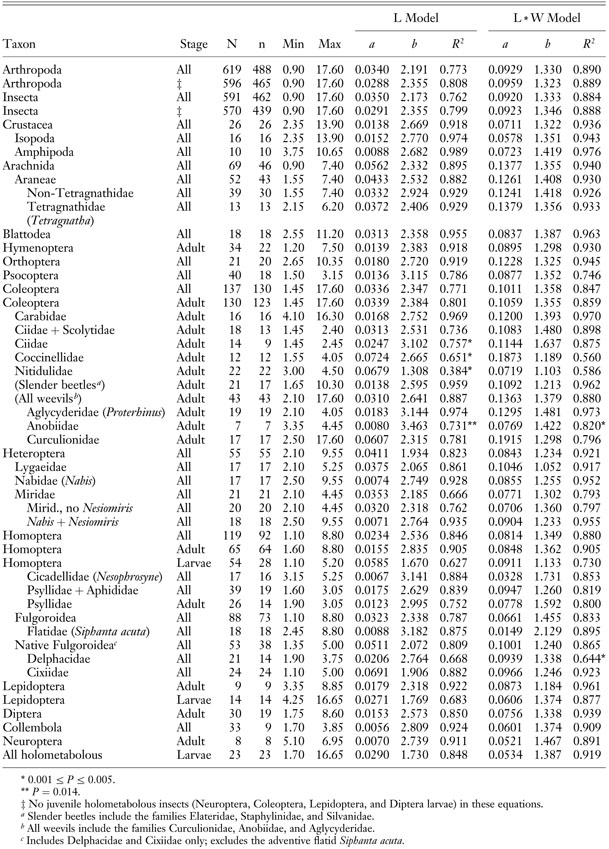 L Model L * W Model
Taxon Stage N n Min Max a b R² a b R²
Arthropoda All 619 488 0.90 17.60 0.0340 2.191 0.773 0.0929 1.330 0.890
Arthropoda ‡ 596 465 0.90 17.60 0.0288 2.355 0.808 0.0959 1.323 0.889
Insecta All 591 462 0.90 17.60 0.0350 2.173 0.762 0.0920 1.333 0.884
Insecta ‡ 570 439 0.90 17.60 0.0291 2.355 0.799 0.0923 1.346 0.888
Crustacea All 26 26 2.35 13.90 0.0138 2.669 0.918 0.0711 1.322 0.936
Isopoda All 16 16 2.35 13.90 0.0152 2.770 0.974 0.0578 1.351 0.943
Amphipoda All 10 10 3.75 10.65 0.0088 2.682 0.989 0.0723 1.419 0.976
Arachnida All 69 46 0.90 7.40 0.0562 2.332 0.895 0.1377 1.355 0.940
Araneae All 52 43 1.55 7.40 0.0433 2.532 0.882 0.1261 1.408 0.930
Non-Tetragnathidae All 39 30 1.55 7.40 0.0332 2.924 0.929 0.1241 1.418 0.926
Tetragnathidae All 13 13 2.15 6.20 0.0372 2.406 0.929 0.1379 1.356 0.933
(Tetragnatha)
Blattodea All 18 18 2.55 11.20 0.0313 2.358 0.955 0.0837 1.387 0.963
Hymenoptera Adult 34 22 1.20 7.50 0.0139 2.383 0.918 0.0895 1.298 0.930
Orthoptera All 21 20 2.65 10.35 0.0180 2.720 0.919 0.1228 1.325 0.945
Psocoptera All 40 18 1.50 3.15 0.0136 3.115 0.786 0.0877 1.352 0.746
Coleoptera All 137 130 1.45 17.60 0.0336 2.347 0.771 0.1011 1.358 0.847
Coleoptera Adult 130 123 1.45 17.60 0.0339 2.384 0.801 0.1059 1.355 0.859
Carabidae Adult 16 16 4.10 16.30 0.0168 2.752 0.969 0.1200 1.393 0.970
Ciidae + Scolytidae Adult 18 13 1.45 2.40 0.0313 2.531 0.736 0.1083 1.480 0.898
Ciidae Adult 14 9 1.45 2.45 0.0247 3.102 0.757* 0.1144 1.637 0.875
Coccinellidae Adult 12 12 1.55 4.05 0.0724 2.665 0.651* 0.1873 1.189 0.560
Nitidulidae Adult 22 22 3.00 4.50 0.0679 1.308 0.384* 0.0719 1.103 0.586
(Slender beetlesᵃ) Adult 21 17 1.65 10.30 0.0138 2.595 0.959 0.1092 1.213 0.962
(All weevilsᵇ) Adult 43 43 2.10 17.60 0.0310 2.641 0.887 0.1363 1.379 0.880
Aglycyderidae (Proterhinus) Adult 19 19 2.10 4.05 0.0183 3.144 0.974 0.1295 1.481 0.973
Anobiidae Adult 7 7 3.35 4.45 0.0080 3.463 0.731** 0.0769 1.422 0.820*
Curculionidae Adult 17 17 2.50 17.60 0.0607 2.315 0.781 0.1915 1.298 0.796
Heteroptera All 55 55 2.10 9.55 0.0411 1.934 0.823 0.0843 1.234 0.921
Lygaeidae All 17 17 2.10 5.25 0.0375 2.065 0.861 0.1046 1.052 0.917
Nabidae (Nabis) All 17 17 2.50 9.55 0.0074 2.749 0.928 0.0855 1.255 0.952
Miridae All 21 21 2.10 4.45 0.0353 2.185 0.666 0.0771 1.302 0.793
Mirid., no Nesiomiris All 20 20 2.10 4.45 0.0320 2.318 0.762 0.0706 1.360 0.797
Nabis + Nesiomiris All 18 18 2.50 9.55 0.0071 2.764 0.935 0.0904 1.233 0.955
Homoptera All 119 92 1.10 8.80 0.0234 2.536 0.846 0.0814 1.349 0.880
Homoptera Adult 65 64 1.60 8.80 0.0155 2.835 0.905 0.0848 1.362 0.905
Homoptera Larvae 54 28 1.10 5.20 0.0585 1.670 0.627 0.0911 1.133 0.730
Cicadellidae (Nesophrosyne) All 17 16 3.15 5.25 0.0067 3.141 0.884 0.0328 1.731 0.853
Psyllidae + Aphididae All 39 19 1.60 3.05 0.0175 2.629 0.839 0.0947 1.260 0.819
Psyllidae Adult 26 14 1.90 3.05 0.0123 2.995 0.752 0.0778 1.592 0.800
Fulgoroidea All 88 73 1.10 8.80 0.0323 2.338 0.787 0.0661 1.455 0.833
Flatidae (Siphanta acuta) All 18 18 2.45 8.80 0.0088 3.182 0.875 0.0149 2.129 0.895
Native Fulgoroideaᶜ All 53 38 1.35 5.00 0.0511 2.072 0.809 0.1001 1.240 0.865
Delphacidae All 21 14 1.90 3.75 0.0206 2.764 0.668 0.0939 1.338 0.644*
Cixiidae All 24 24 1.10 5.00 0.0691 1.906 0.882 0.0966 1.246 0.923
Lepidoptera Adult 9 9 3.35 8.85 0.0179 2.318 0.922 0.0873 1.184 0.961
Lepidoptera Larvae 14 14 4.25 16.65 0.0271 1.769 0.683 0.0606 1.374 0.877
Diptera Adult 30 19 1.75 8.60 0.0153 2.573 0.850 0.0756 1.338 0.939
Collembola All 33 9 1.70 3.85 0.0056 2.809 0.924 0.0601 1.374 0.909
Neuroptera Adult 8 8 5.10 6.95 0.0070 2.739 0.911 0.0521 1.467 0.891
All holometabolous Larvae 23 23 1.70 16.65 0.0290 1.730 0.848 0.0534 1.387 0.919
* 0.001 ≤ P ≤ 0.005.
** P = 0.014.
‡ No juvenile holometabolous insects (Neuroptera, Coleoptera, Lepidoptera, and Diptera larvae) in these equations.
ᵃ Slender beetles include the families Elateridae, Staphylinidae, and Silvanidae.
ᵇ All weevils include the families Curculionidae, Anobiidae, and Aglycyderidae.
ᶜ Includes Delphacidae and Cixiidae only; excludes the adventive flatid Siphanta acuta.